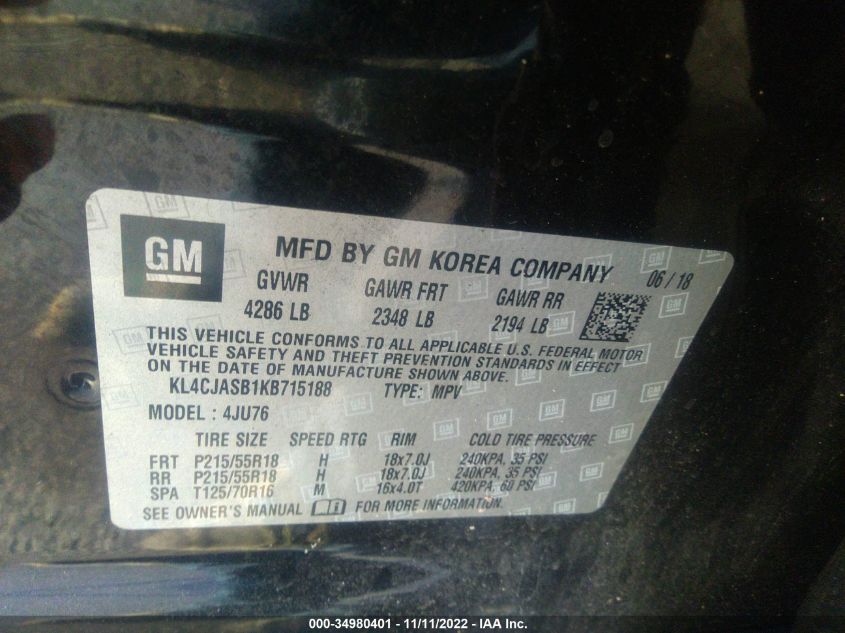 GM
MFD BY GM KOREA COMPANY 06/18
GVWR GAWR FRT GAWR RR
4286 LB 2348 LB 2194 LB
THIS VEHICLE CONFORMS TO ALL APPLICABLE U.S. FEDERAL MOTOR
VEHICLE SAFETY AND THEFT PREVENTION STANDARDS IN EFFECT
ON THE DATE OF MANUFACTURE SHOWN ABOVE.
KL4CJASB1KB715188 TYPE: MPV
MODEL : 4JU76
TIRE SIZE SPEED RTG RIM COLD TIRE PRESSURE
FRT P215/55R18 H 18x7.0J 240KPA, 35 PSI
RR P215/55R18 H 18x7.0J 240KPA, 35 PSI
SPA T125/70R16 M 16x4.0T 420KPA, 60 PSI
SEE OWNER'S MANUAL FOR MORE INFORMATION.
000-34980401 - 11/11/2022 - IAA Inc.